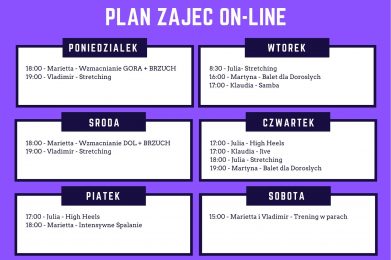 PLAN ZAJEC ON-LINE
PONIEDZIALEK
18:00 - Marietta - Wzmacnianie GORA + BRZUCH
19:00 - Vladimir - Stretching
WTOREK
8:30 - Julia- Stretching
16:00 - Martyna - Balet dla Doroslych
17:00 - Klaudia - Samba
SRODA
18:00 - Marietta - Wzmacnianie DOL + BRZUCH
19:00 - Vladimir - Stretching
CZWARTEK
17:00 - Julia - High Heels
17:00 - Klaudia - Jive
18:00 - Julia - Stretching
19:00 - Martyna - Balet dla Doroslych
PIATEK
17:00 - Julia - High Heels
18:00 - Marietta - Intensywne Spalanie
SOBOTA
15:00 - Marietta i Vladimir - Trening w parach